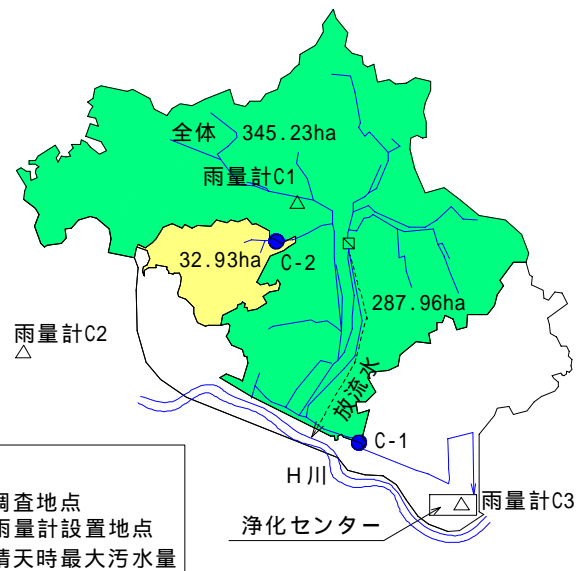 全体 345.23ha
雨量計C1
32.93ha
C-2
287.96ha
雨量計C2
放流水
C-1
H川
調査地点
雨量計設置地点
晴天時最大汚水量
雨量計C3
浄化センター